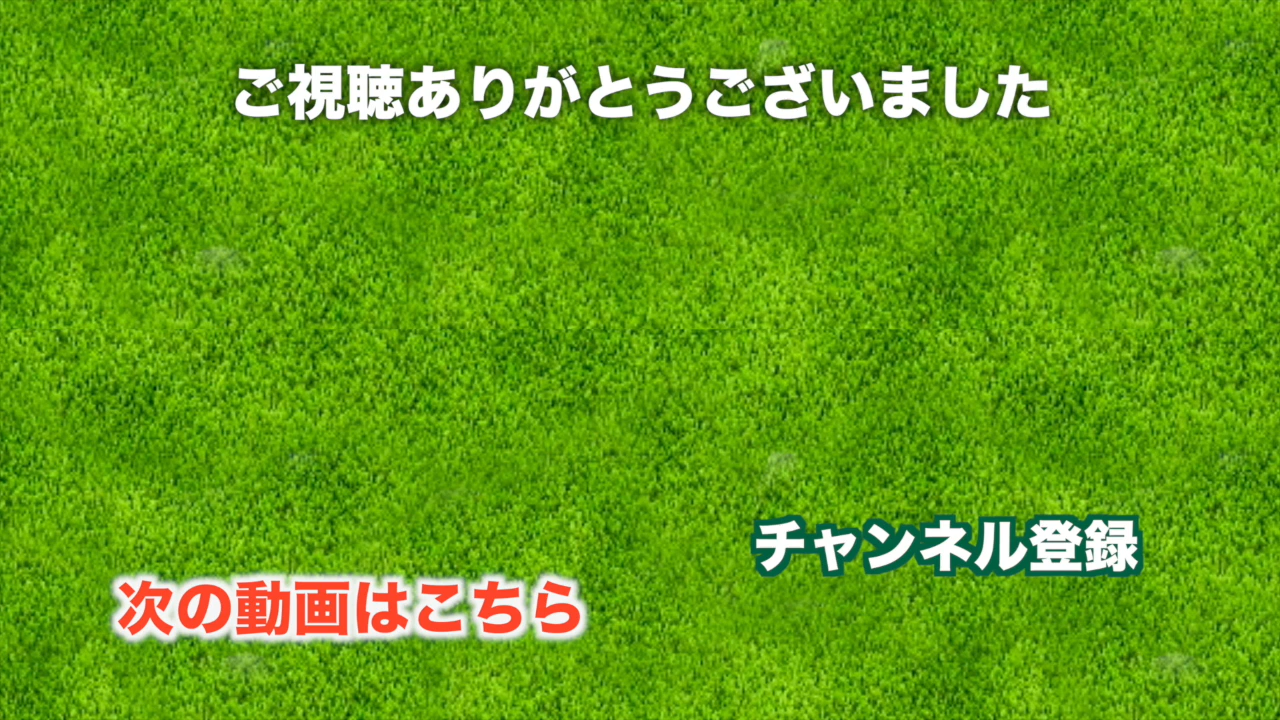 ご視聴ありがとうございました
チャンネル登録
次の動画はこちら